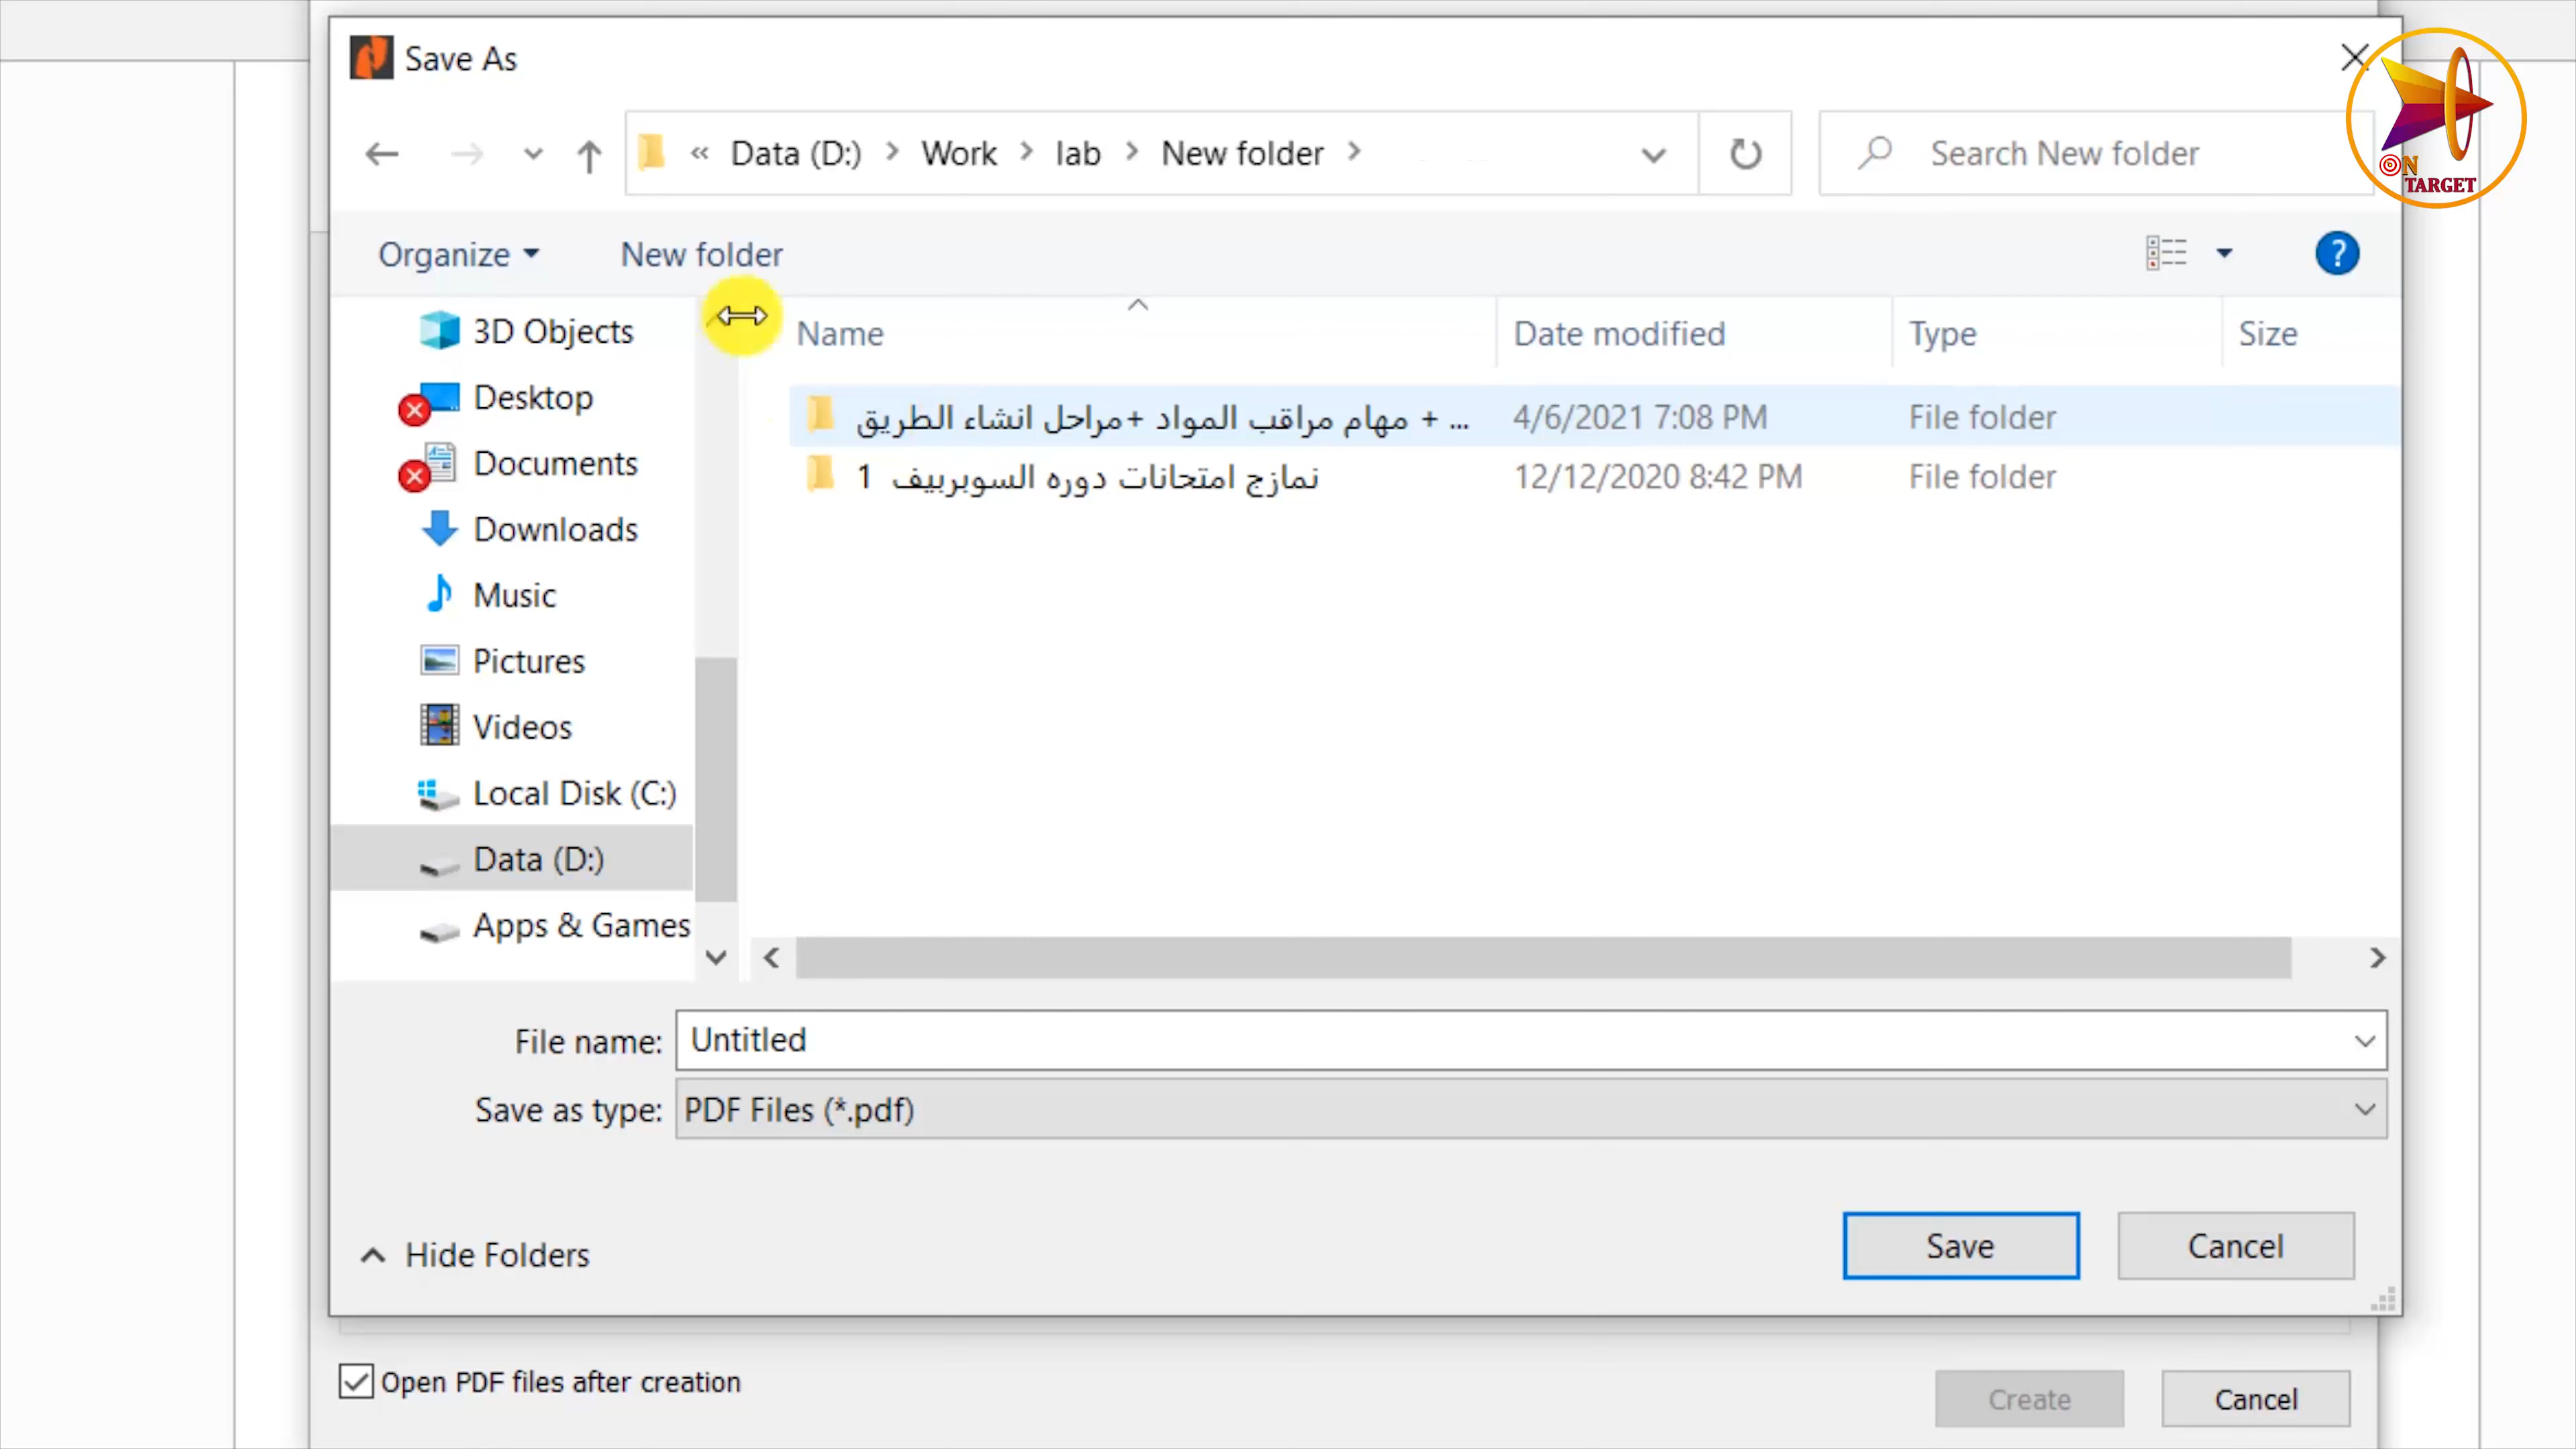 Save As
« Data (D:) > Work > lab > New folder >
Search New folder
ON
TARGET
Organize
New folder
?
Name
Date modified
Type
Size
3D Objects
Desktop
Documents
Downloads
Music
Pictures
Videos
Local Disk (C:)
Data (D:)
Apps & Games
... + مهام مراقب المواد +مراحل انشاء الطريق
4/6/2021 7:08 PM
File folder
نمازج امتحانات دوره السوبربيف 1
12/12/2020 8:42 PM
File folder
File name: Untitled
Save as type: PDF Files (*.pdf)
Hide Folders
Save
Cancel
Open PDF files after creation
Create
Cancel